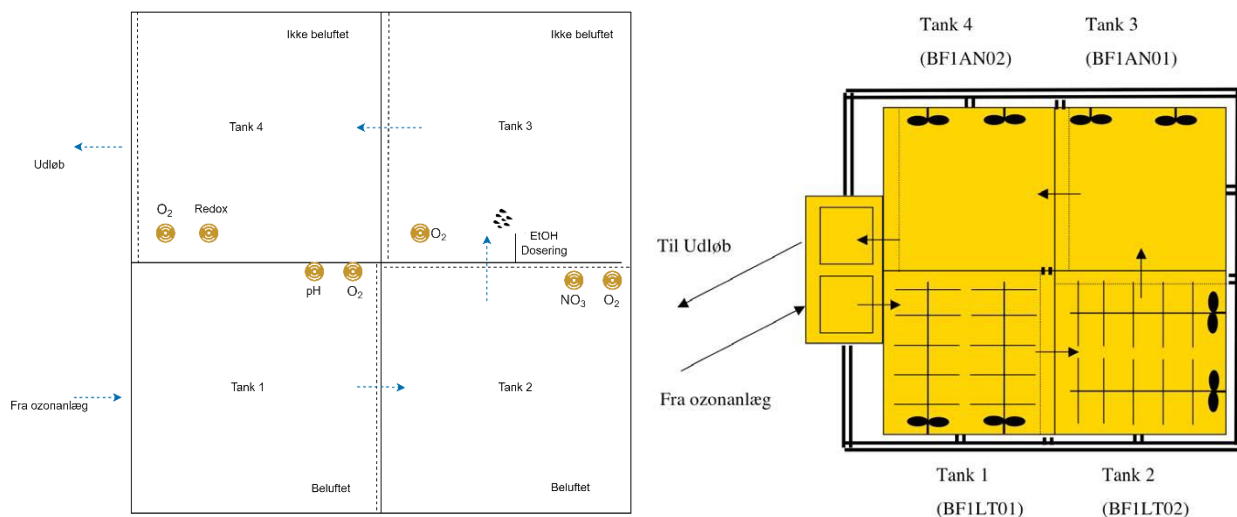 Ikke beluftet
Ikke beluftet
Tank 4
Tank 3
Udløb
O2
Redox
O2
EtOH
Dosering
pH
O2
NO3
O2
Tank 1
Tank 2
Fra ozonanlæg
Beluftet
Beluftet
Tank 4
(BF1AN02)
Tank 3
(BF1AN01)
Til Udløb
Fra ozonanlæg
Tank 1
(BF1LT01)
Tank 2
(BF1LT02)